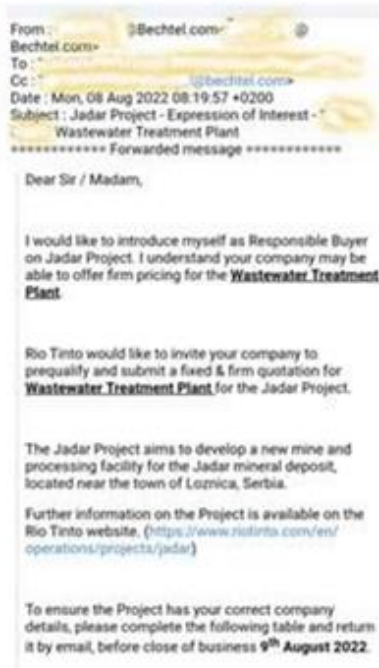 From : @Bechtel.com
@
Bechtel.com>
To : "
Cc : " @bechtel.com>
Date : Mon, 08 Aug 2022 08:19:57 +0200
Subject : Jadar Project - Expression of Interest - "
Wastewater Treatment Plant
============ Forwarded message ============
Dear Sir / Madam,
I would like to introduce myself as Responsible Buyer
on Jadar Project. I understand your company may be
able to offer firm pricing for the Wastewater Treatment
Plant.
Rio Tinto would like to invite your company to
prequalify and submit a fixed & firm quotation for
Wastewater Treatment Plant for the Jadar Project.
The Jadar Project aims to develop a new mine and
processing facility for the Jadar mineral deposit,
located near the town of Loznica, Serbia.
Further information on the Project is available on the
Rio Tinto website. (https://www.riotinto.com/en/
operations/projects/jadar)
To ensure the Project has your correct company
details, please complete the following table and return
it by email, before close of business 9th August 2022.